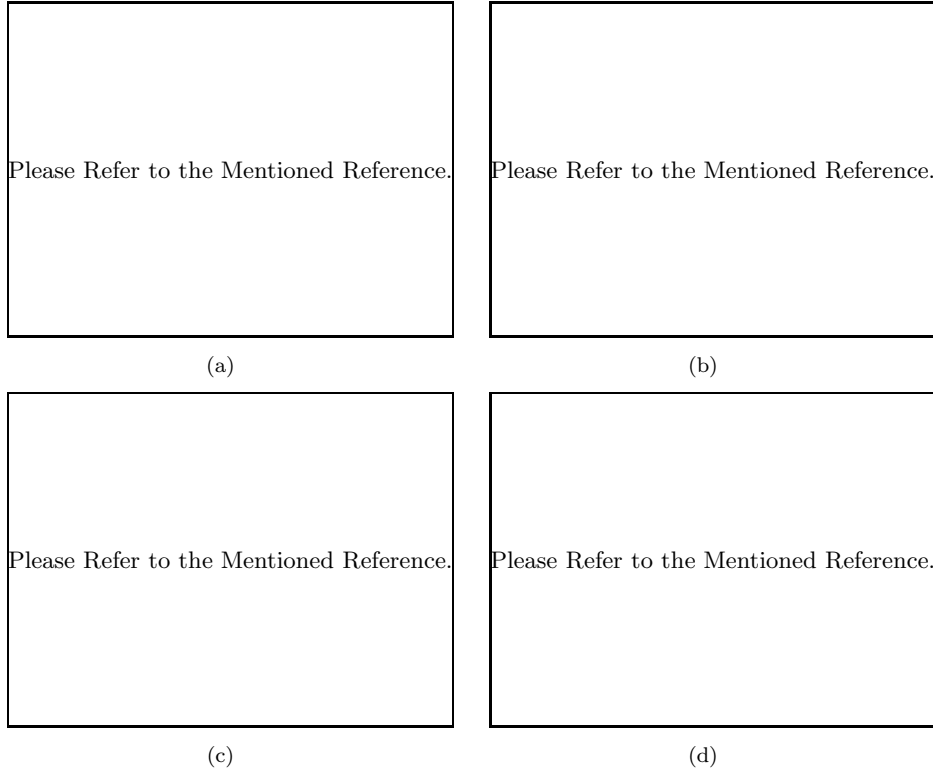 Please Refer to the Mentioned Reference.
Please Refer to the Mentioned Reference.
(a)
(b)
Please Refer to the Mentioned Reference.
Please Refer to the Mentioned Reference.
(c)
(d)